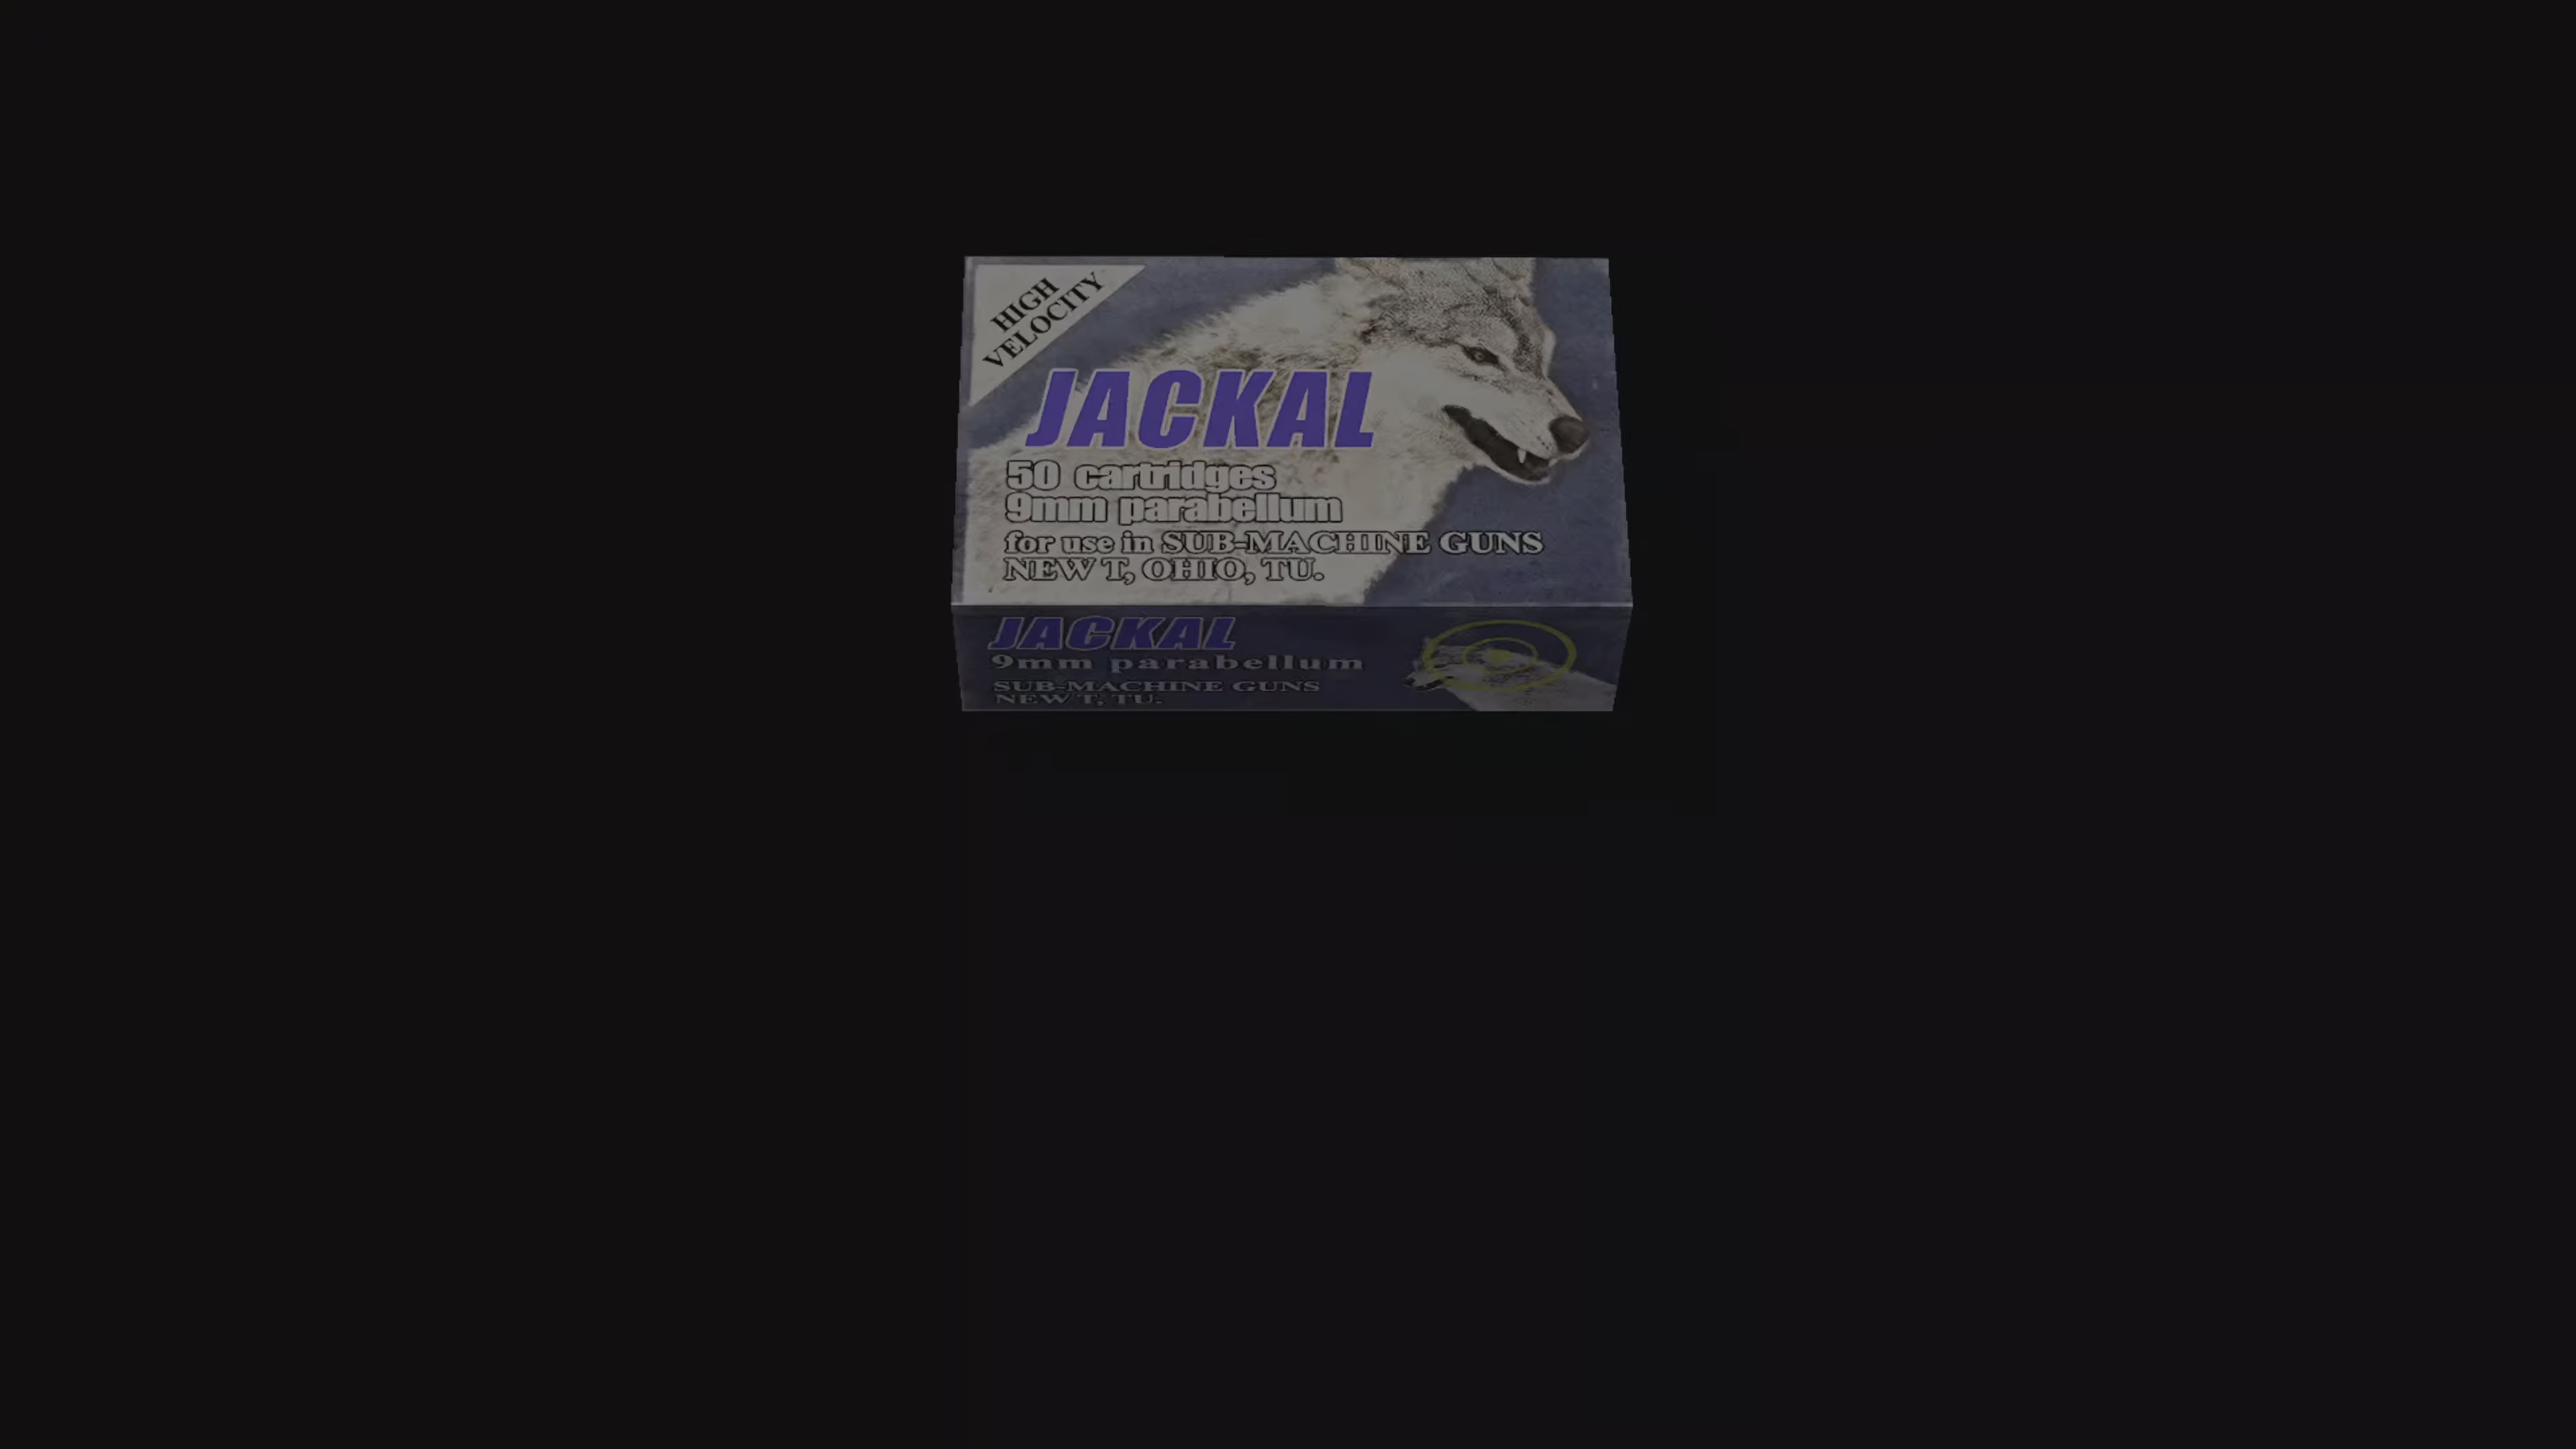 HIGH
VELOCITY
JACKAL
50 cartridges
9mm parabellum
for use in SUB-MACHINE GUNS
NEW T, OHIO, TU.
JACKAL
9mm parabellum
SUB-MACHINE GUNS
NEW T, TU.